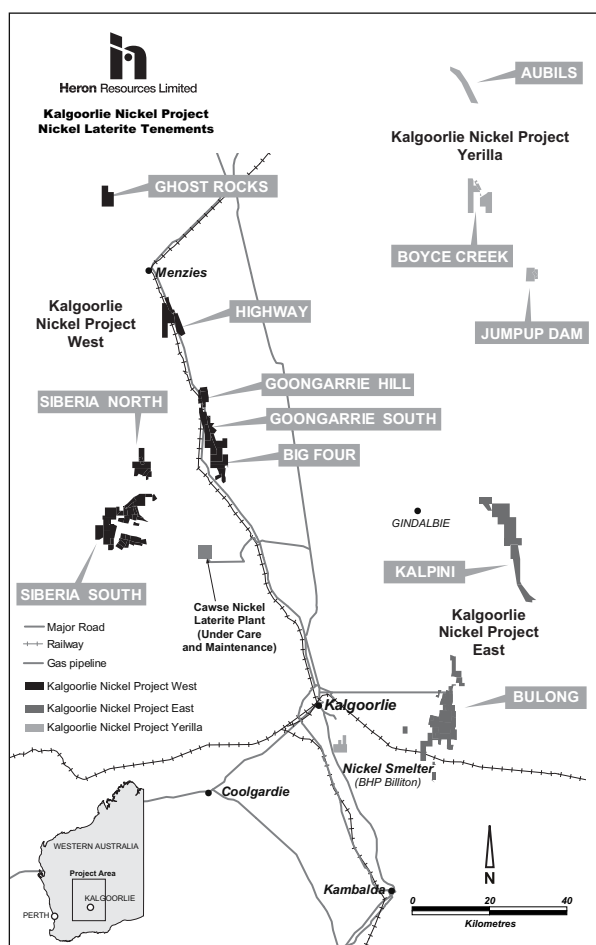 Heron Resources Limited
Kalgoorlie Nickel Project
Nickel Laterite Tenements
AUBILS
Kalgoorlie Nickel Project
Yerilla
GHOST ROCKS
BOYCE CREEK
Menzies
JUMPUP DAM
Kalgoorlie
Nickel Project
West
HIGHWAY
GOONGARRIE HILL
SIBERIA NORTH
GOONGARRIE SOUTH
BIG FOUR
GINDALBIE
KALPINI
SIBERIA SOUTH
Cawse Nickel
Laterite Plant
(Under Care
and Maintenance)
Kalgoorlie
Nickel Project
East
Major Road
Railway
Gas pipeline
Kalgoorlie Nickel Project West
Kalgoorlie Nickel Project East
Kalgoorlie Nickel Project Yerilla
BULONG
Kalgoorlie
Nickel Smelter
(BHP Billiton)
Coolgardie
WESTERN AUSTRALIA
Project Area
KALGOORLIE
PERTH
Kambalda
N
0 20 40
Kilometres